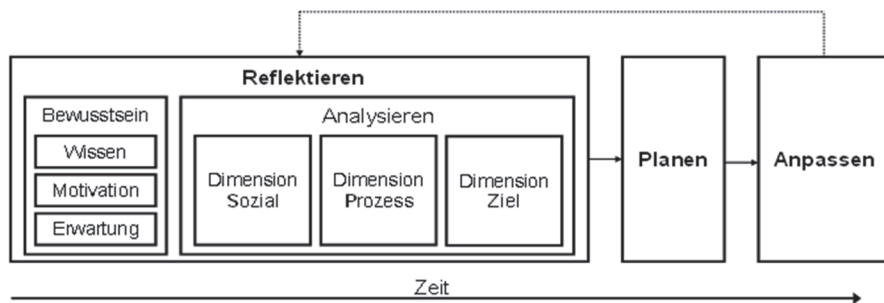 Reflektieren
Bewusstsein
Wissen
Motivation
Erwartung
Analysieren
Dimension
Sozial
Dimension
Prozess
Dimension
Ziel
Planen
Anpassen
Zeit